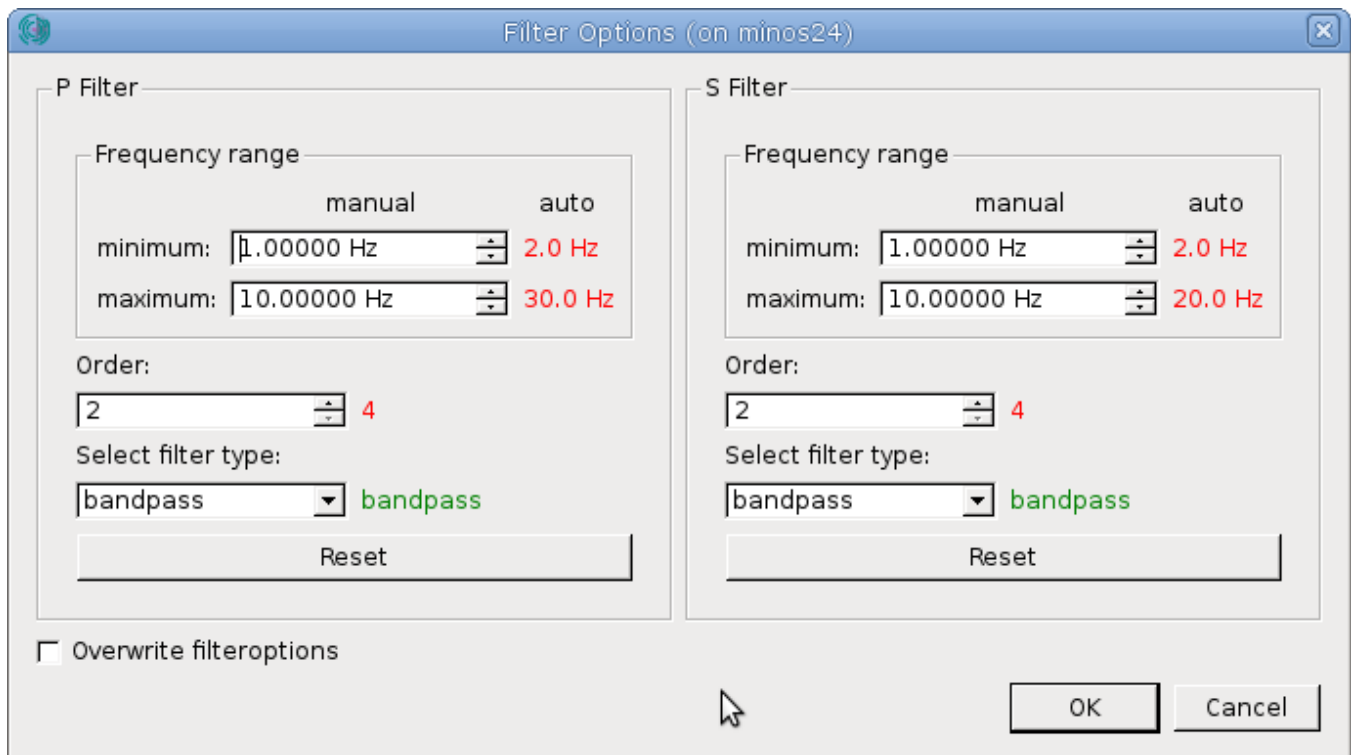 Filter Options (on minos24)
P Filter
Frequency range
manual auto
minimum: 1.00000 Hz 2.0 Hz
maximum: 10.00000 Hz 30.0 Hz
Order:
2 4
Select filter type:
bandpass bandpass
Reset
S Filter
Frequency range
manual auto
minimum: 1.00000 Hz 2.0 Hz
maximum: 10.00000 Hz 20.0 Hz
Order:
2 4
Select filter type:
bandpass bandpass
Reset
Overwrite filteroptions
OK Cancel